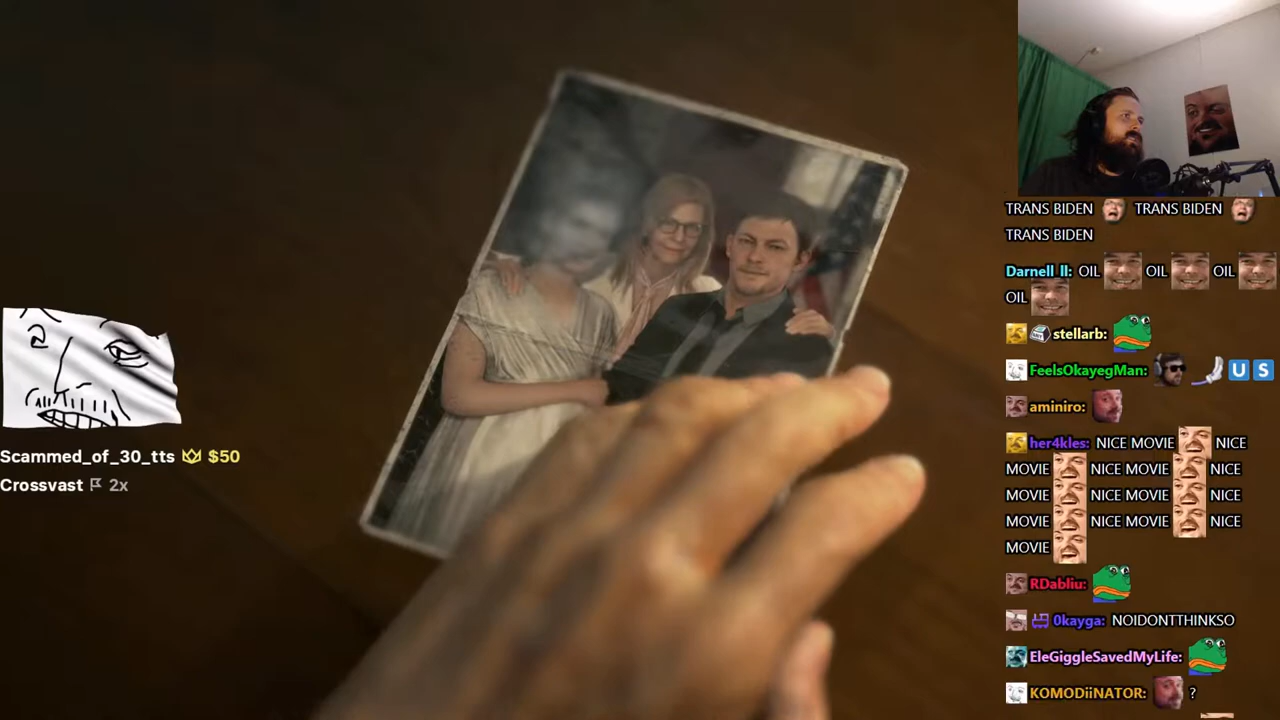 Scammed_of_30_tts $50
Crossvast 2x
TRANS BIDEN TRANS BIDEN
TRANS BIDEN
Darnell_ll: OIL OIL OIL
OIL
stellarb:
FeelsOkayegMan: U S
aminiro:
her4kles: NICE MOVIE NICE
MOVIE NICE MOVIE NICE
MOVIE NICE MOVIE NICE
MOVIE NICE MOVIE NICE
MOVIE
RDabliu:
0kayga: NOIDONTTHINKSO
EleGiggleSavedMyLife:
KOMODiiNATOR: ?